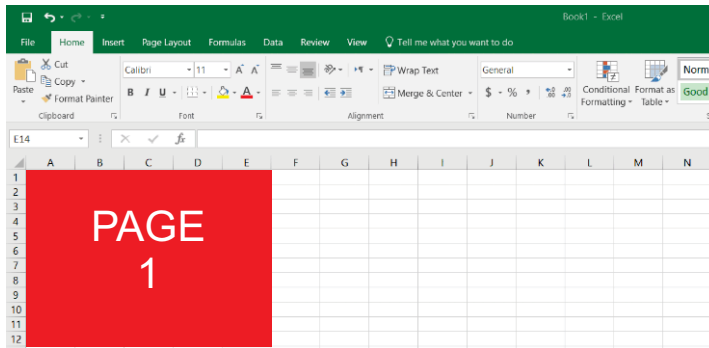 Book1 - Excel
File Home Insert Page Layout Formulas Data Review View Tell me what you want to do
Cut
Copy
Format Painter
Paste
Clipboard
Calibri 11 A A
B I U A
Font
Wrap Text
Merge & Center
Alignment
General
$ % ,
Number
Conditional Formatting
Format as Table
Norm
Good
E14 fx
A B C D E F G H I J K L M N
1
2
3
4
5
6
7
8
9
10
11
12
PAGE
1